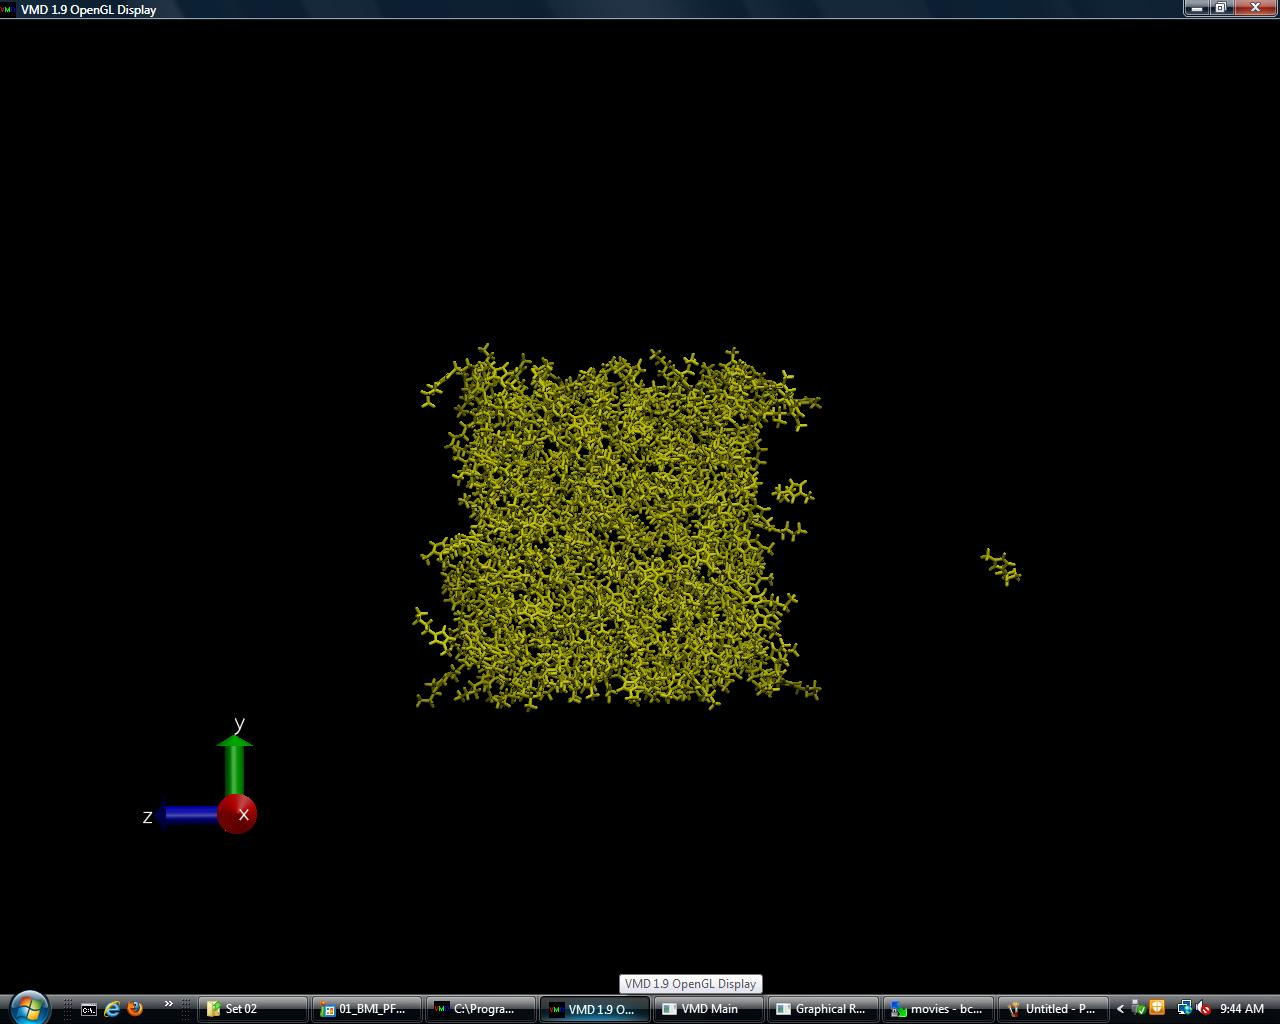 VMD 1.9 OpenGL Display
y
z
x
VMD 1.9 OpenGL Display
Set 02
01_BMI_PF...
C:\Progra...
VMD 1.9 O...
VMD Main
Graphical R...
movies - bc...
Untitled - P...
9:44 AM